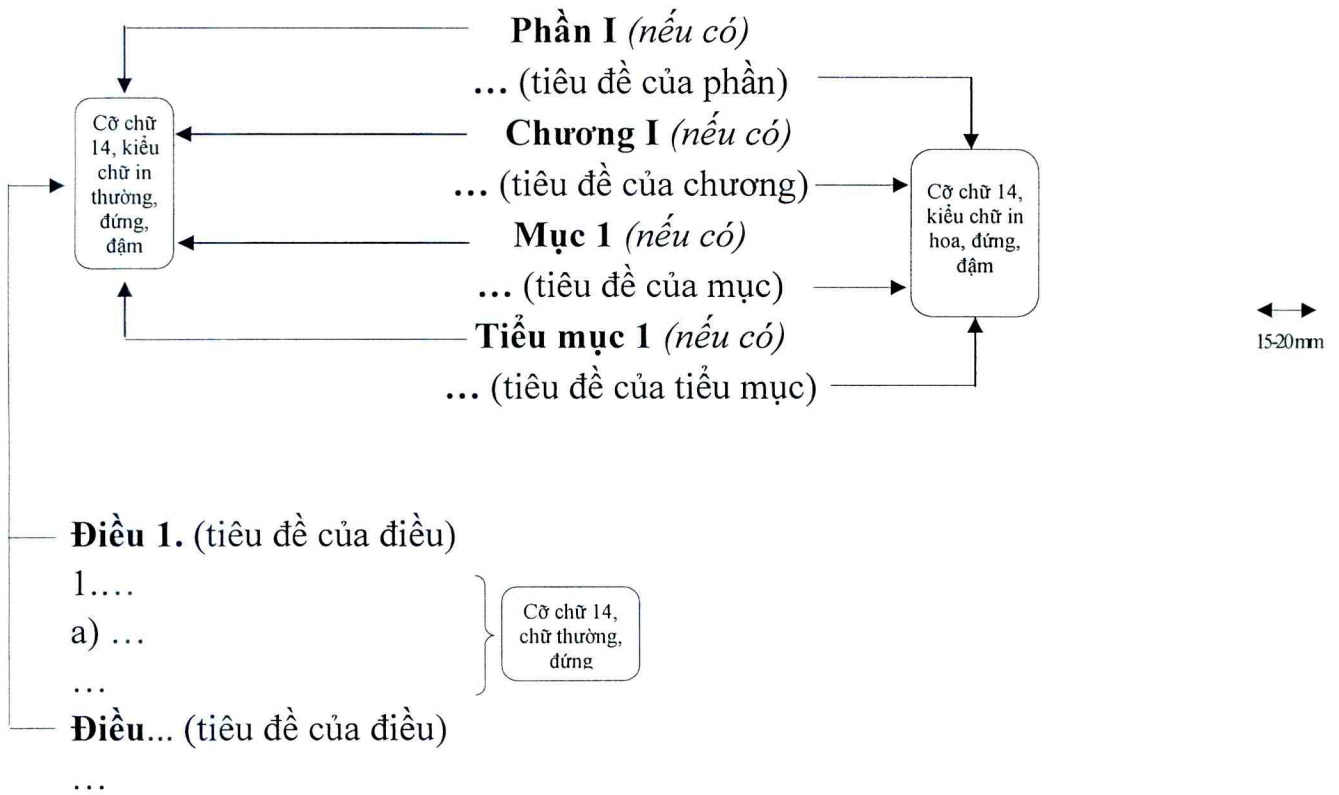 Phần I (nếu có)
... (tiêu đề của phần)
Chương I (nếu có)
... (tiêu đề của chương)
Mục 1 (nếu có)
... (tiêu đề của mục)
Tiểu mục 1 (nếu có)
... (tiêu đề của tiểu mục)
Cỡ chữ
14, kiểu
chữ in
thường,
đứng,
đậm
Cỡ chữ 14,
kiểu chữ in
hoa, đứng,
đậm
15-20mm
Điều 1. (tiêu đề của điều)
1....
a) ...
...
Cỡ chữ 14,
chữ thường,
đứng
Điều... (tiêu đề của điều)
...